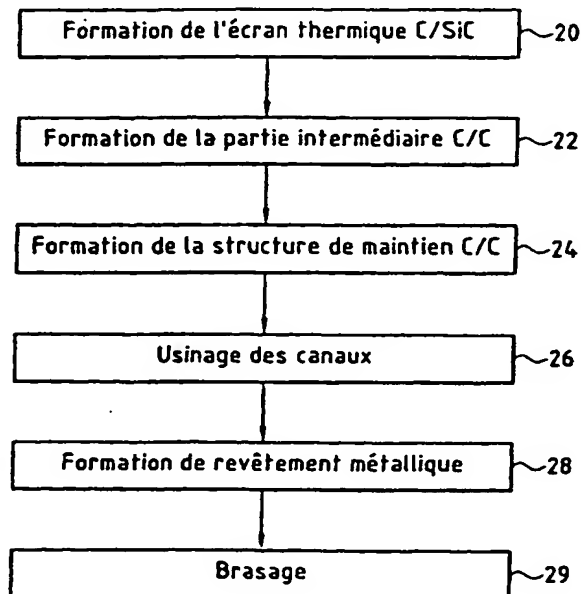 Formation de l'écran thermique C/SiC 20
Formation de la partie intermédiaire C/C 22
Formation de la structure de maintien C/C 24
Usinage des canaux 26
Formation de revêtement métallique 28
Brasage 29